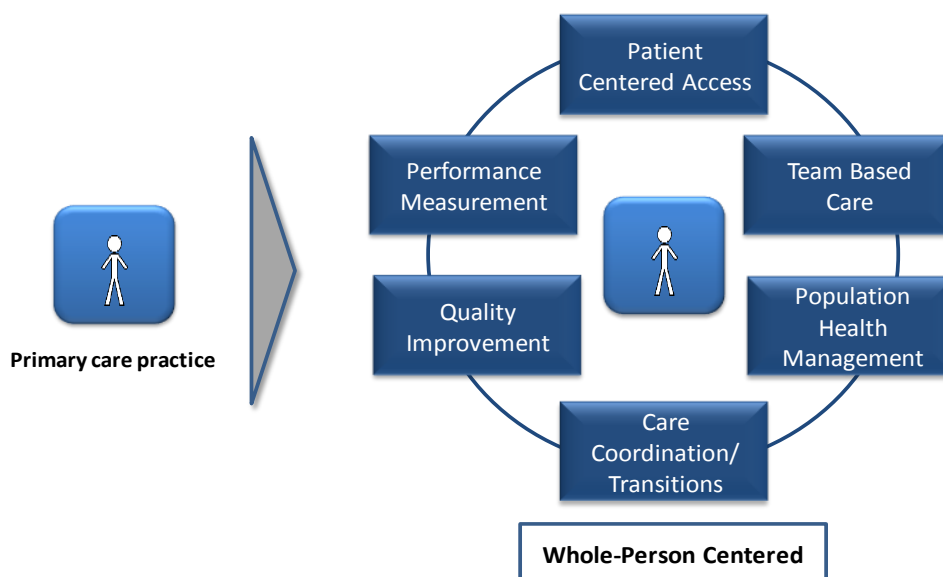 Patient
Centered Access
Performance
Measurement
Team Based
Care
Primary care practice
Quality
Improvement
Population
Health
Management
Care
Coordination/
Transitions
Whole-Person Centered